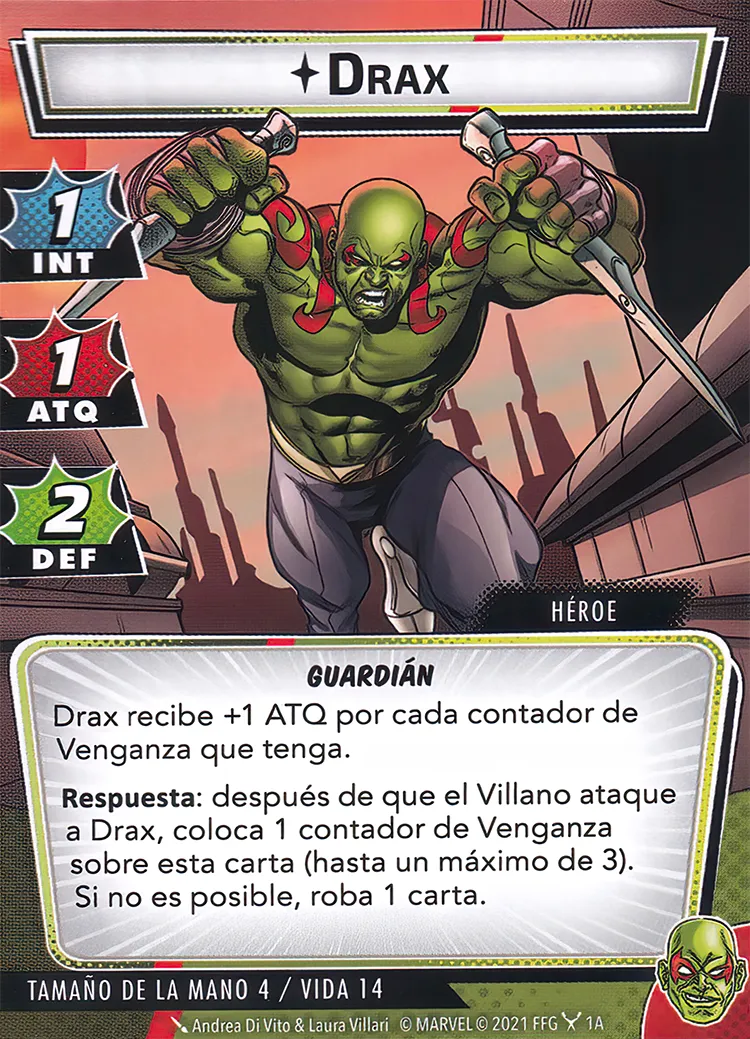 DRAX
1
INT
1
ATQ
2
DEF
HÉROE
GUARDIÁN
Drax recibe +1 ATQ por cada contador de
Venganza que tenga.
Respuesta: después de que el Villano ataque
a Drax, coloca 1 contador de Venganza
sobre esta carta (hasta un máximo de 3).
Si no es posible, roba 1 carta.
TAMAÑO DE LA MANO 4 / VIDA 14
Andrea Di Vito & Laura Villari © MARVEL © 2021 FFG 1A